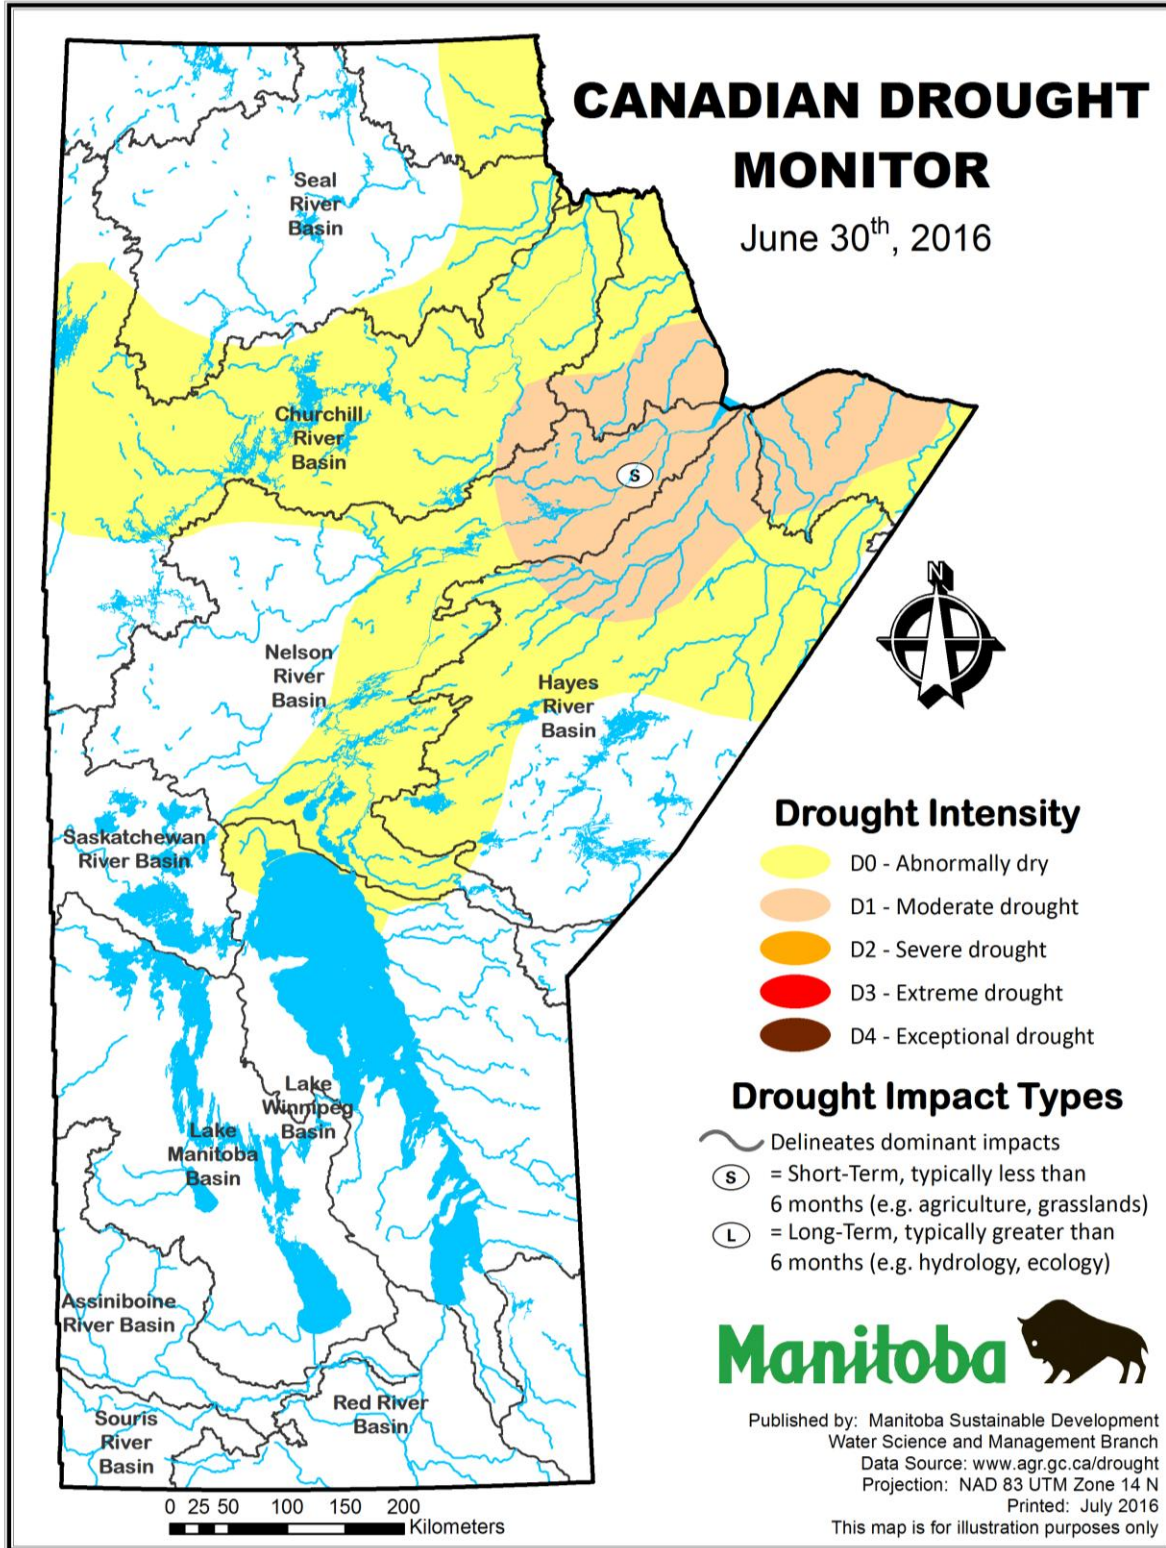 CANADIAN DROUGHT
MONITOR
June 30th, 2016
Seal
River
Basin
Churchill
River
Basin
S
N
Nelson
River
Basin
Hayes
River
Basin
Saskatchewan
River Basin
Lake
Winnipeg
Basin
Lake
Manitoba
Basin
Assiniboine
River Basin
Souris
River
Basin
Red River
Basin
0 25 50 100 150 200
Kilometers
Drought Intensity
D0 - Abnormally dry
D1 - Moderate drought
D2 - Severe drought
D3 - Extreme drought
D4 - Exceptional drought
Drought Impact Types
Delineates dominant impacts
S = Short-Term, typically less than
6 months (e.g. agriculture, grasslands)
L = Long-Term, typically greater than
6 months (e.g. hydrology, ecology)
Manitoba
Published by: Manitoba Sustainable Development
Water Science and Management Branch
Data Source: www.agr.gc.ca/drought
Projection: NAD 83 UTM Zone 14 N
Printed: July 2016
This map is for illustration purposes only